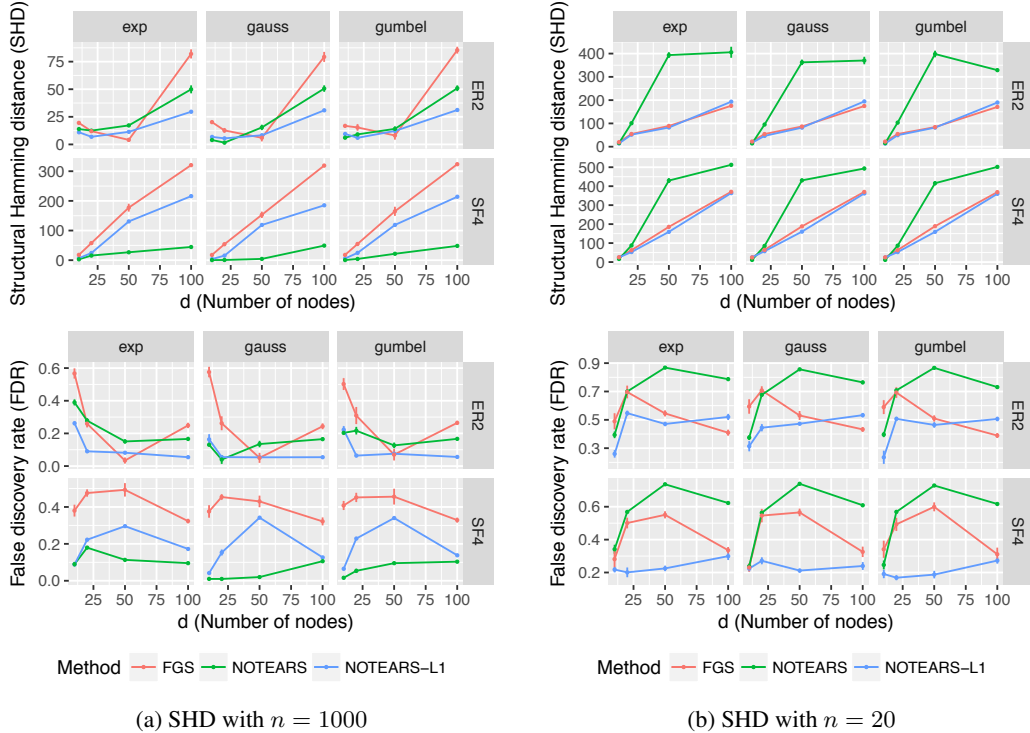 exp gauss gumbel
Structural Hamming distance (SHD)
75
50
25
0
ER2
300
200
100
0
SF4
25 50 75 100 25 50 75 100 25 50 75 100
d (Number of nodes)
exp gauss gumbel
False discovery rate (FDR)
0.6
0.4
0.2
0.0
ER2
0.4
0.2
0.0
SF4
25 50 75 100 25 50 75 100 25 50 75 100
d (Number of nodes)
Method FGS NOTEARS NOTEARS-L1
(a) SHD with n = 1000
exp gauss gumbel
Structural Hamming distance (SHD)
400
300
200
100
0
ER2
500
400
300
200
100
0
SF4
25 50 75 100 25 50 75 100 25 50 75 100
d (Number of nodes)
exp gauss gumbel
False discovery rate (FDR)
0.9
0.7
0.5
0.3
ER2
0.8
0.6
0.4
0.2
SF4
25 50 75 100 25 50 75 100 25 50 75 100
d (Number of nodes)
Method FGS NOTEARS NOTEARS-L1
(b) SHD with n = 20